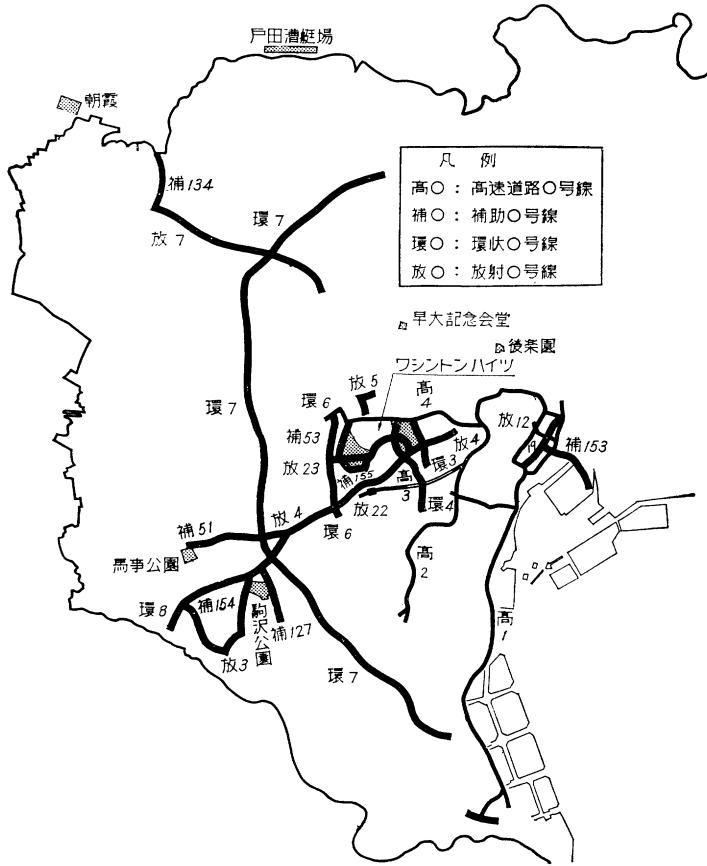 戸田漕艇場
朝霞
凡例
高○：高速道路○号線
補○：補助○号線
環○：環状○号線
放○：放射○号線
補134
環7
放7
早大記念会堂
後楽園
ワシントンハイツ
放5
高4
環6
環7
補53
放12
放4
補153
放23
環3
補155
高3
放22
環4
放4
環6
補51
高2
馬事公園
補154
環8
駒沢公園
補127
高1
放3
環7